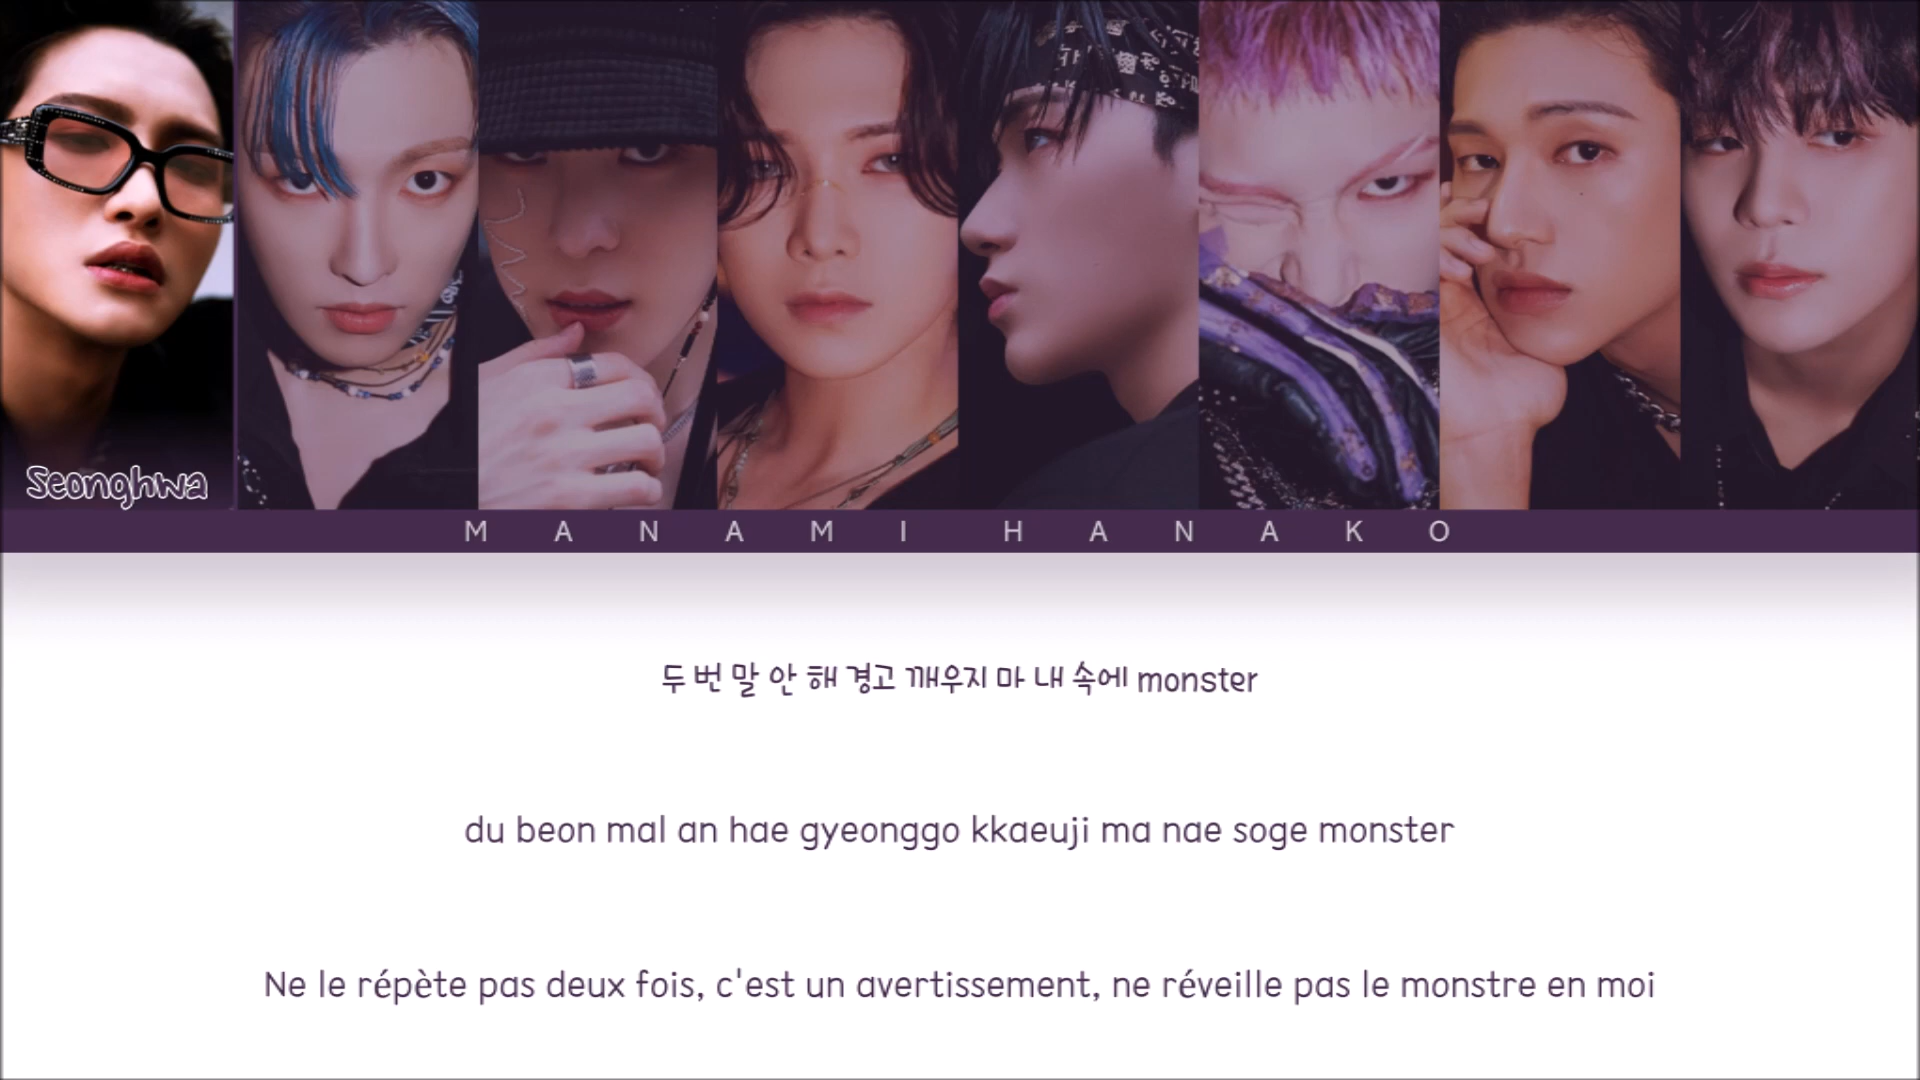 Seonghwa
MANAMI HANAKO
두 번 말 안 해 경고 깨우지 마 내 속에 monster
du beon mal an hae gyeonggo kkaeuji ma nae soge monster
Ne le répète pas deux fois, c'est un avertissement, ne réveille pas le monstre en moi